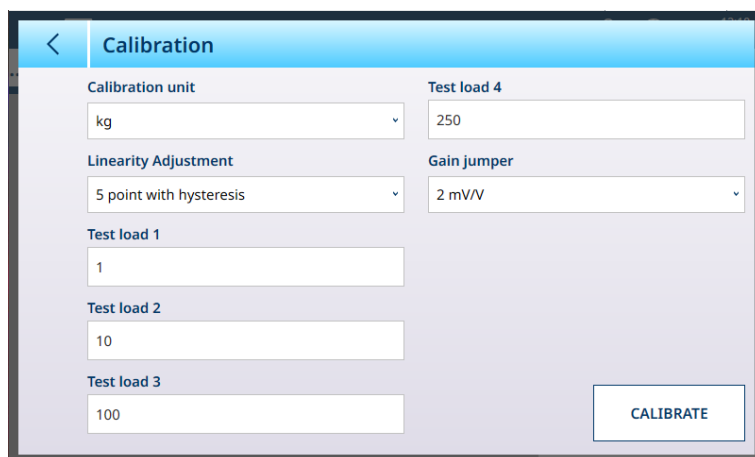 Calibration
Calibration unit
kg
Linearity Adjustment
5 point with hysteresis
Test load 1
1
Test load 2
10
Test load 3
100
Test load 4
250
Gain jumper
2 mV/V
CALIBRATE